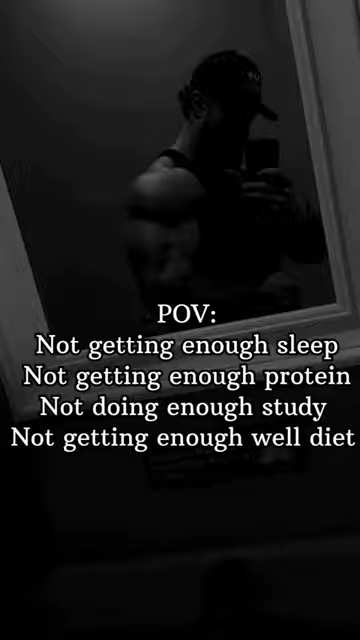 POV:
Not getting enough sleep
Not getting enough protein
Not doing enough study
Not getting enough well diet